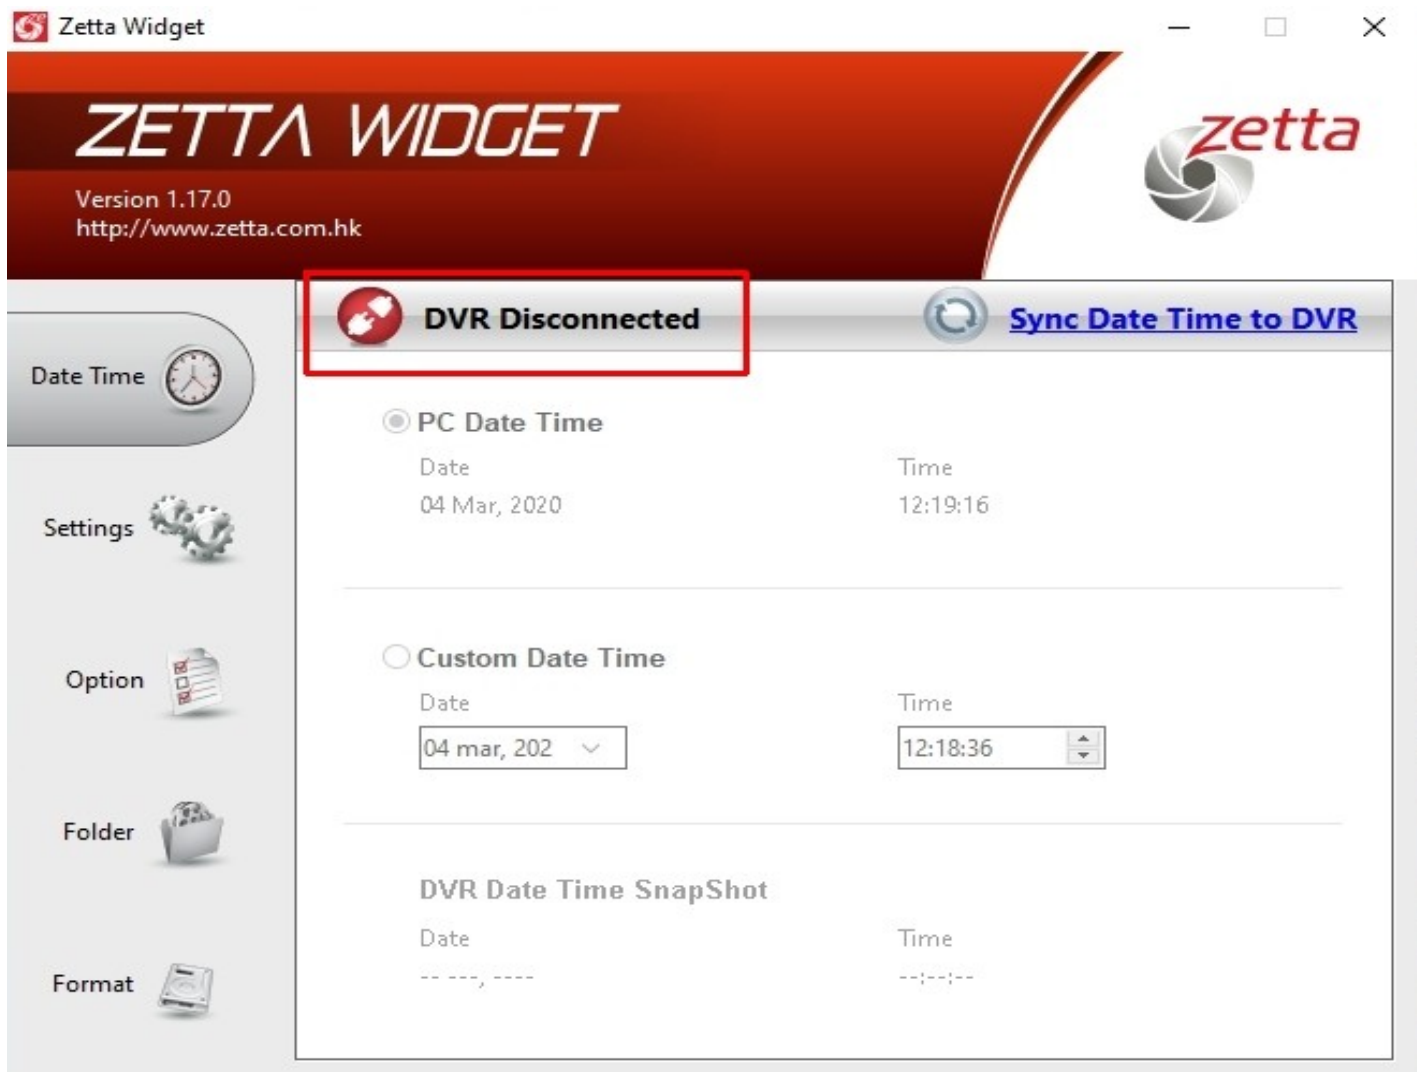 Zetta Widget
ZETTA WIDGET
zetta
Version 1.17.0
http://www.zetta.com.hk
DVR Disconnected
Sync Date Time to DVR
Date Time
PC Date Time
Date Time
04 Mar, 2020 12:19:16
Settings
Custom Date Time
Option
Date Time
04 mar, 202 12:18:36
Folder
DVR Date Time SnapShot
Date Time
-- ---, ---- --:--:--
Format